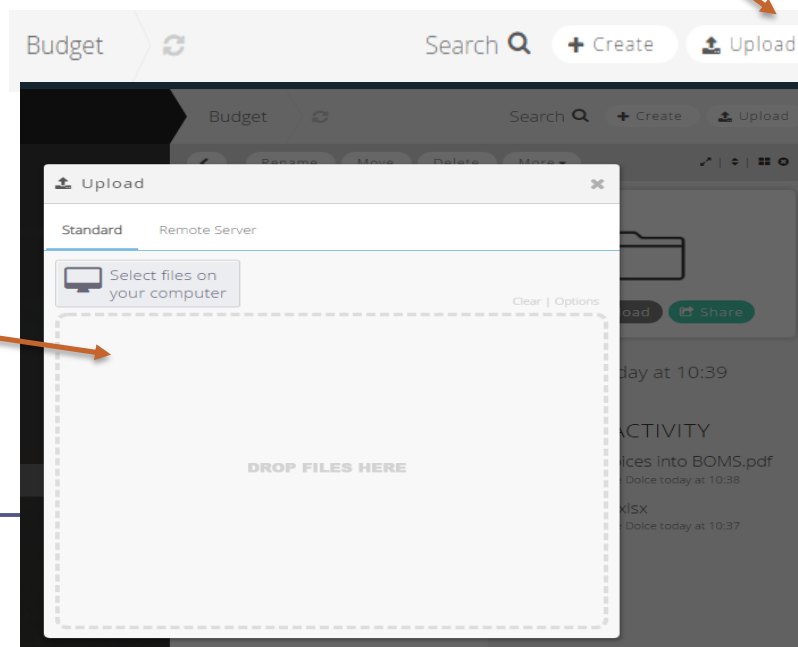 Budget Search + Create Upload
Budget Search + Create Upload
Rename Move Delete More
Upload
Standard Remote Server
Select files on
your computer
Clear | Options
DROP FILES HERE
oad Share
day at 10:39
ACTIVITY
ices into BOMS.pdf
Dolce today at 10:38
xlsx
Dolce today at 10:37